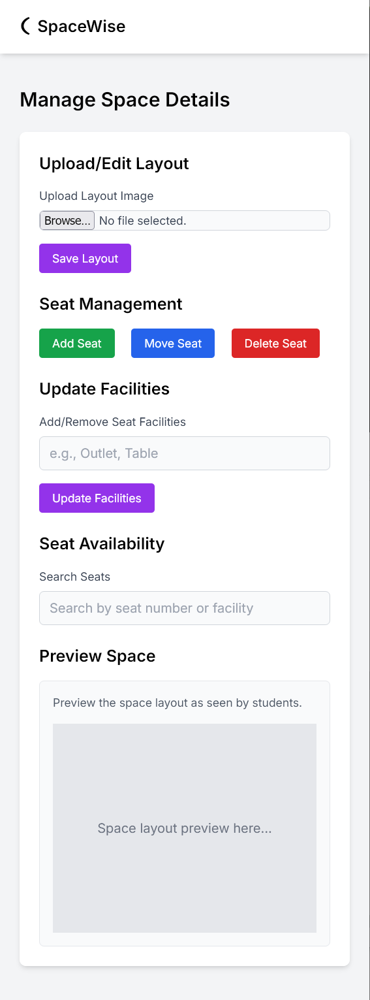 SpaceWise
Manage Space Details
Upload/Edit Layout
Upload Layout Image
Browse... No file selected.
Save Layout
Seat Management
Add Seat Move Seat Delete Seat
Update Facilities
Add/Remove Seat Facilities
e.g., Outlet, Table
Update Facilities
Seat Availability
Search Seats
Search by seat number or facility
Preview Space
Preview the space layout as seen by students.
Space layout preview here...